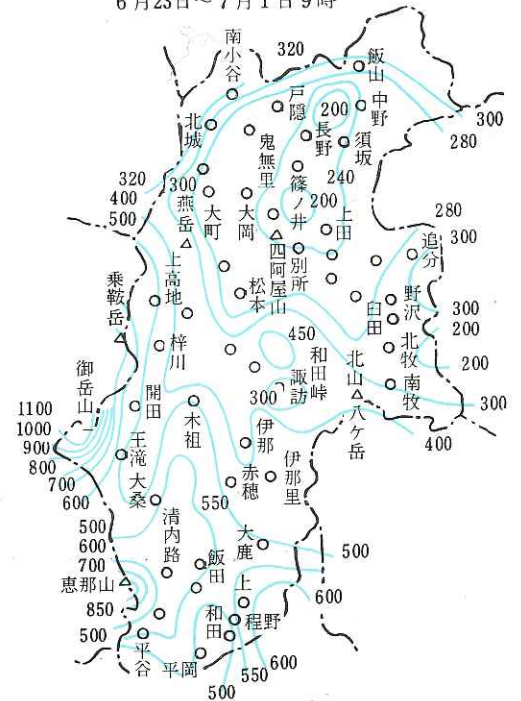 6月23日～7月1日9時
320
南小谷
飯山
戸隠
200
中野
300
280
北城
鬼無里
長野
須坂
240
320
400
500
300
燕岳
大町
大岡
篠ノ井
200
上田
280
300
追分
四阿屋山
別所
乗鞍岳
上高地
松本
臼田
野沢
300
200
北牧
200
南牧
300
400
梓川
450
和田峠
300
諏訪
北山
八ケ岳
御岳山
1100
1000
900
800
700
600
開田
木祖
王滝
大桑
伊那
伊那里
赤穂
550
500
600
700
恵那山
850
500
清内路
飯田
大鹿
500
600
上
程野
和田
平谷
平岡
600
550
500